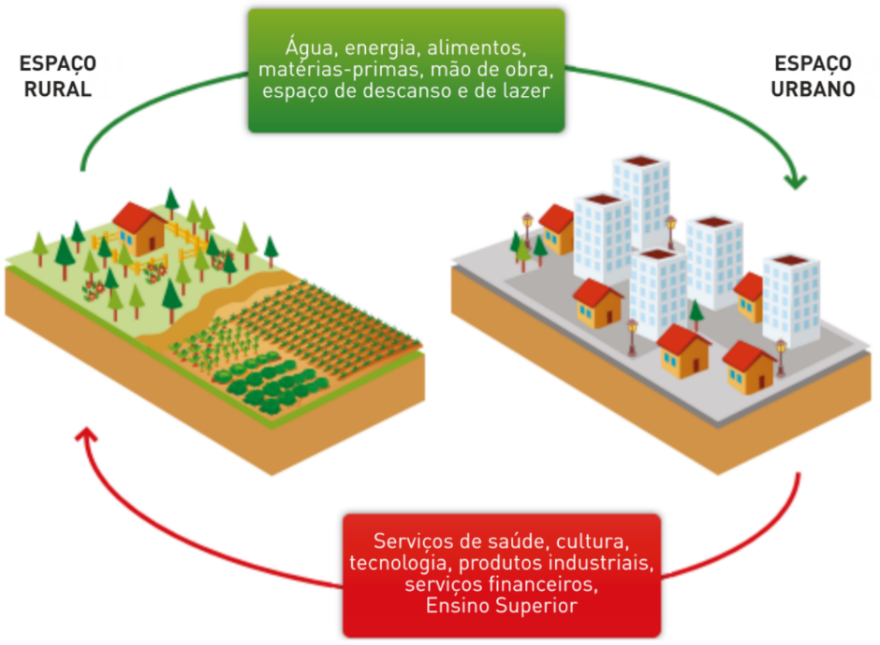 ESPAÇO
RURAL
Água, energia, alimentos,
matérias-primas, mão de obra,
espaço de descanso e de lazer
ESPAÇO
URBANO
Serviços de saúde, cultura,
tecnologia, produtos industriais,
serviços financeiros,
Ensino Superior